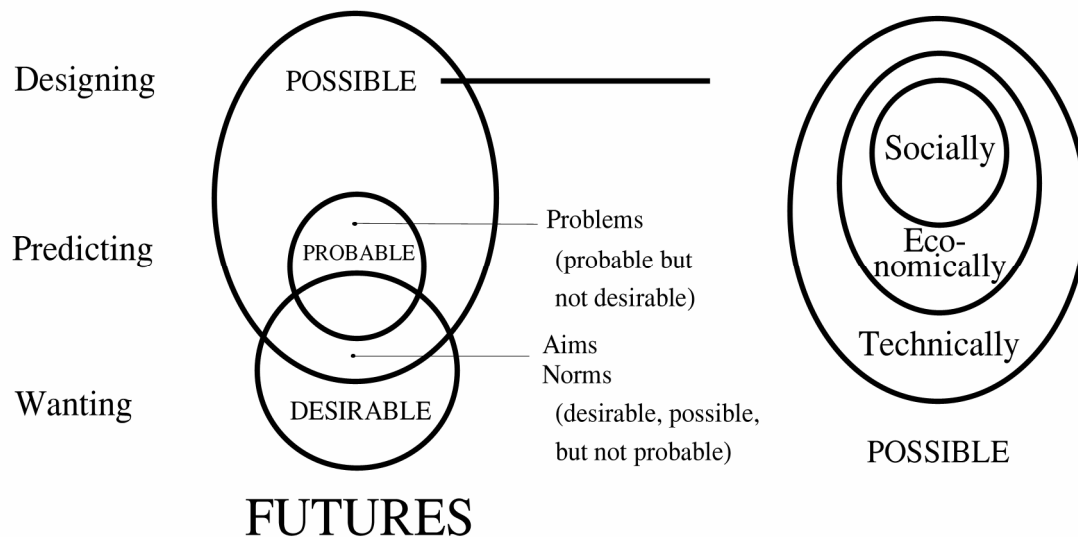 Designing
POSSIBLE
Predicting
PROBABLE
Problems
(probable but
not desirable)
Aims
Norms
(desirable, possible,
but not probable)
Wanting
DESIRABLE
FUTURES
Socially
Eco-
nomically
Technically
POSSIBLE